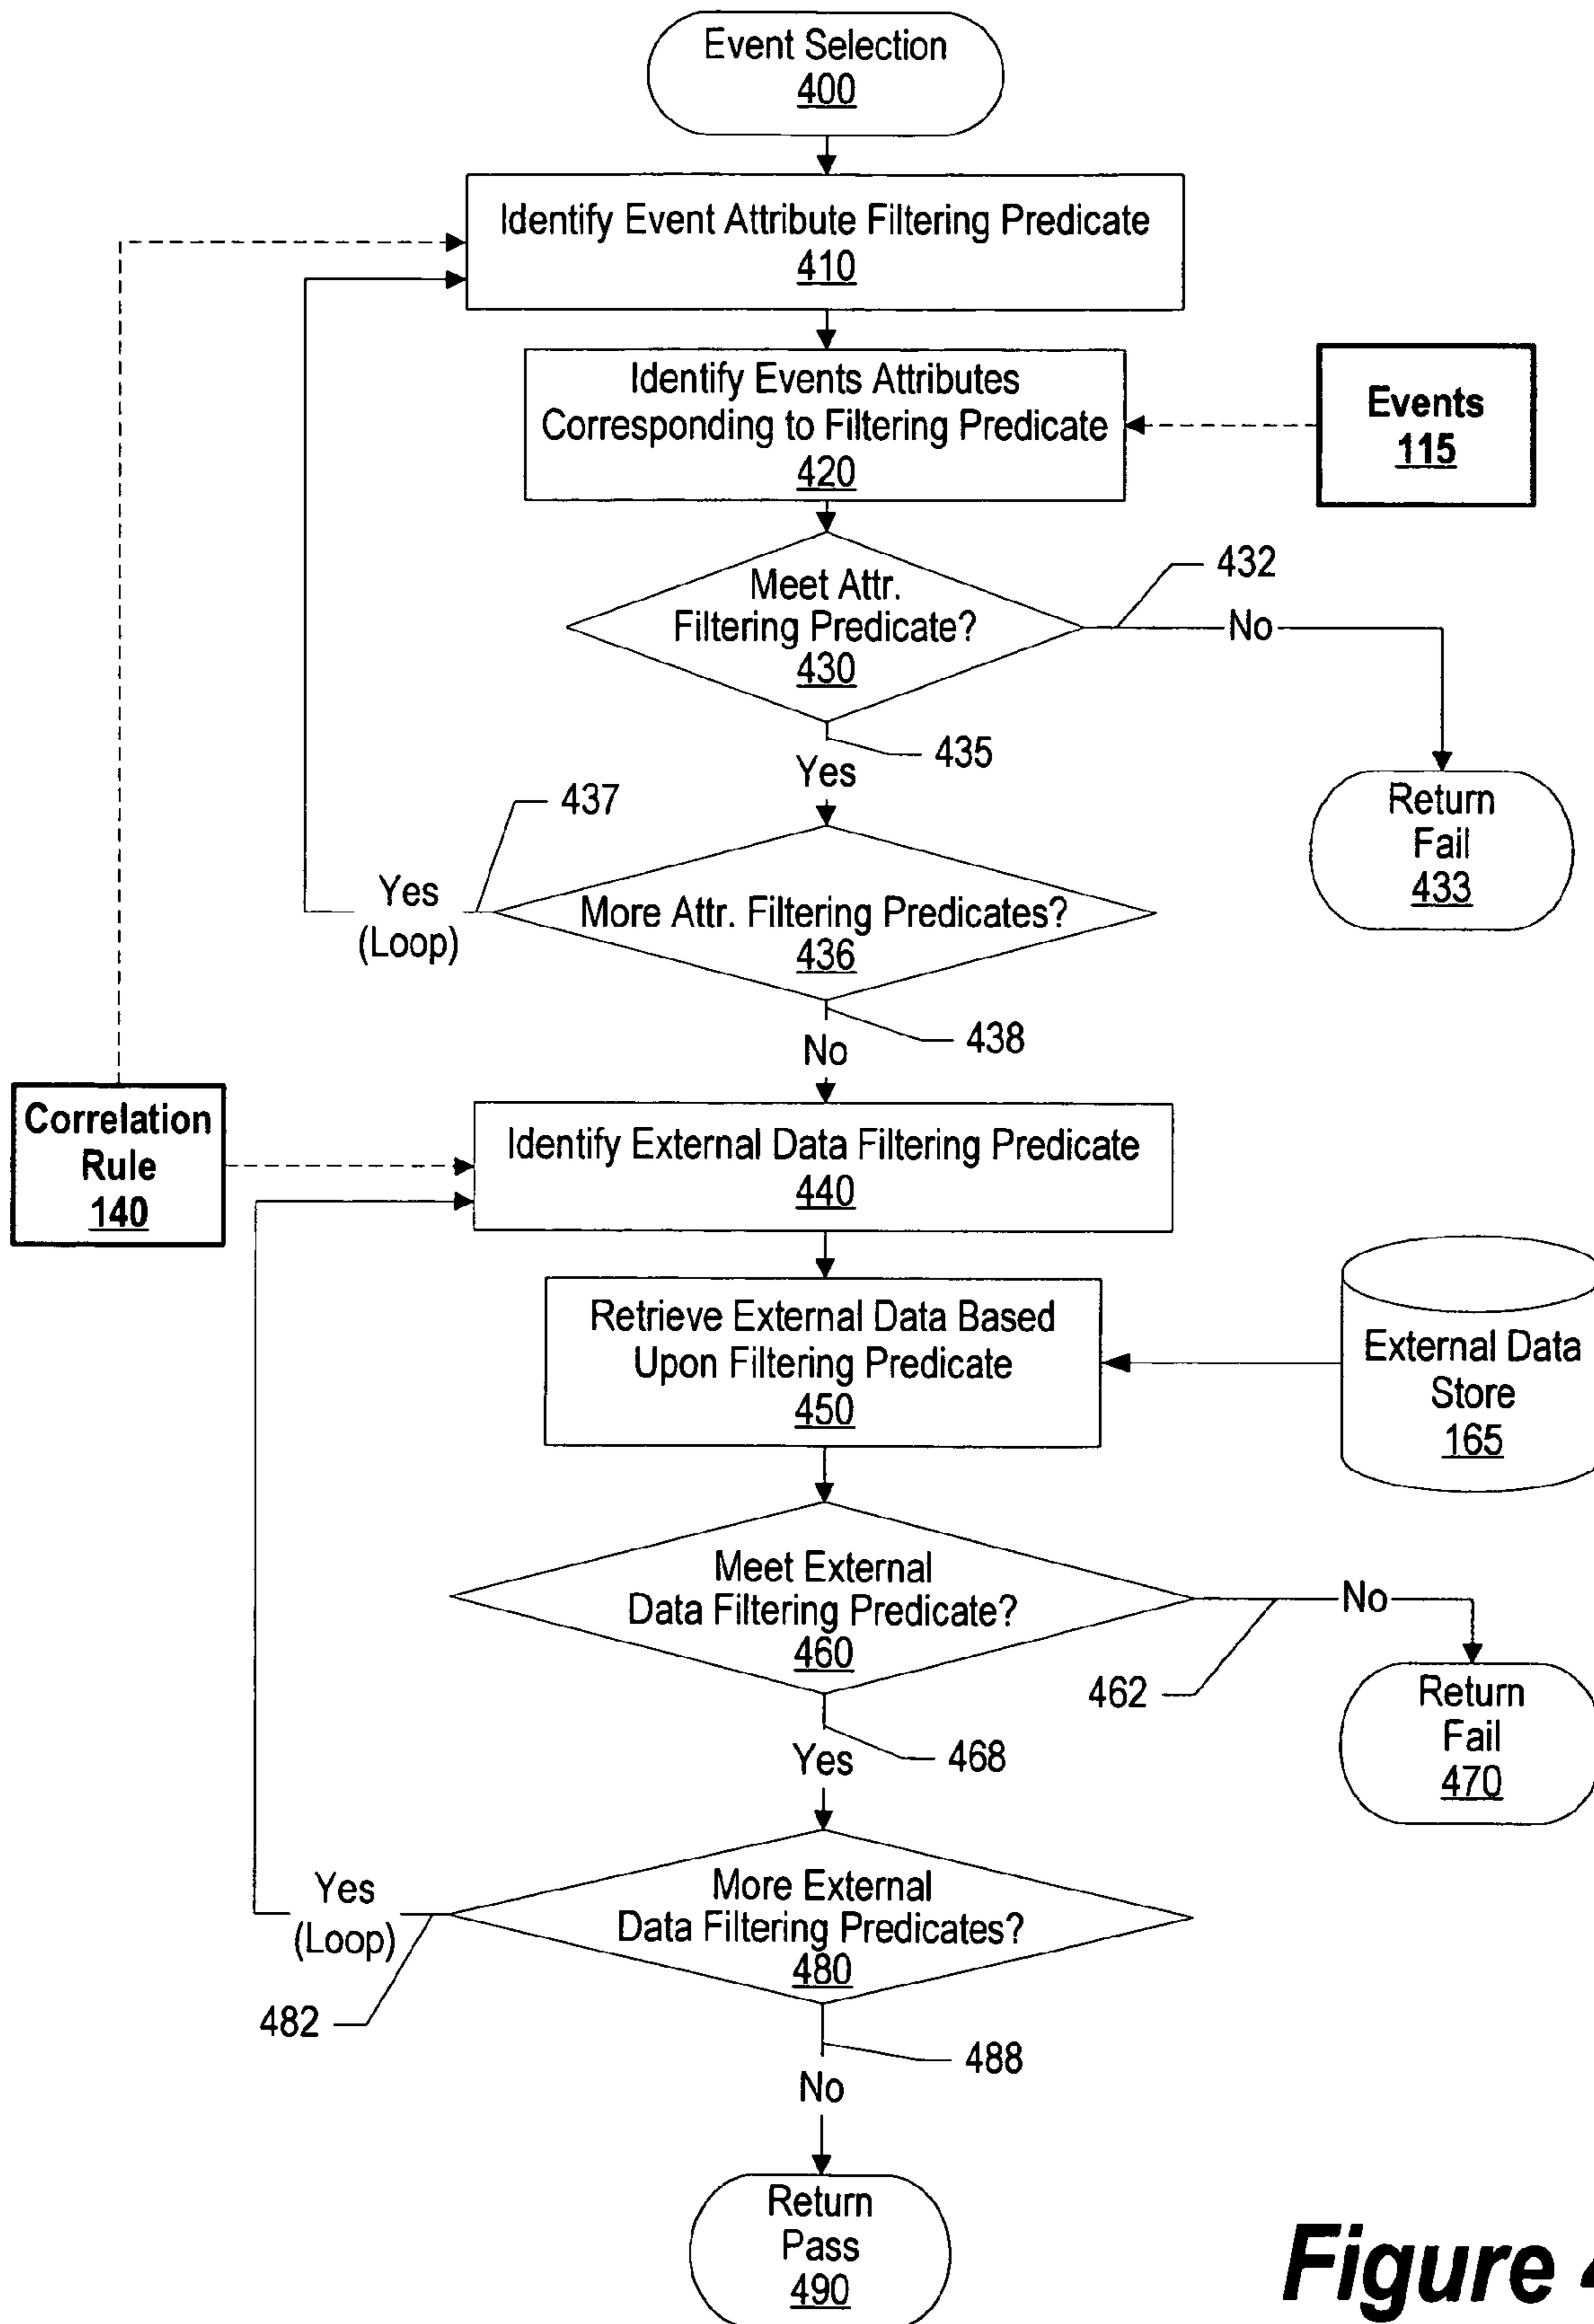 Event Selection
400
Identify Event Attribute Filtering Predicate
410
Identify Events Attributes
Corresponding to Filtering Predicate
420
Events
115
Meet Attr.
Filtering Predicate?
430
432
No
435
Yes
Return
Fail
433
437
Yes
(Loop)
More Attr. Filtering Predicates?
436
438
No
Correlation
Rule
140
Identify External Data Filtering Predicate
440
Retrieve External Data Based
Upon Filtering Predicate
450
External Data
Store
165
Meet External
Data Filtering Predicate?
460
462
No
468
Yes
Return
Fail
470
Yes
(Loop)
More External
Data Filtering Predicates?
480
482
488
No
Return
Pass
490
Figure 4